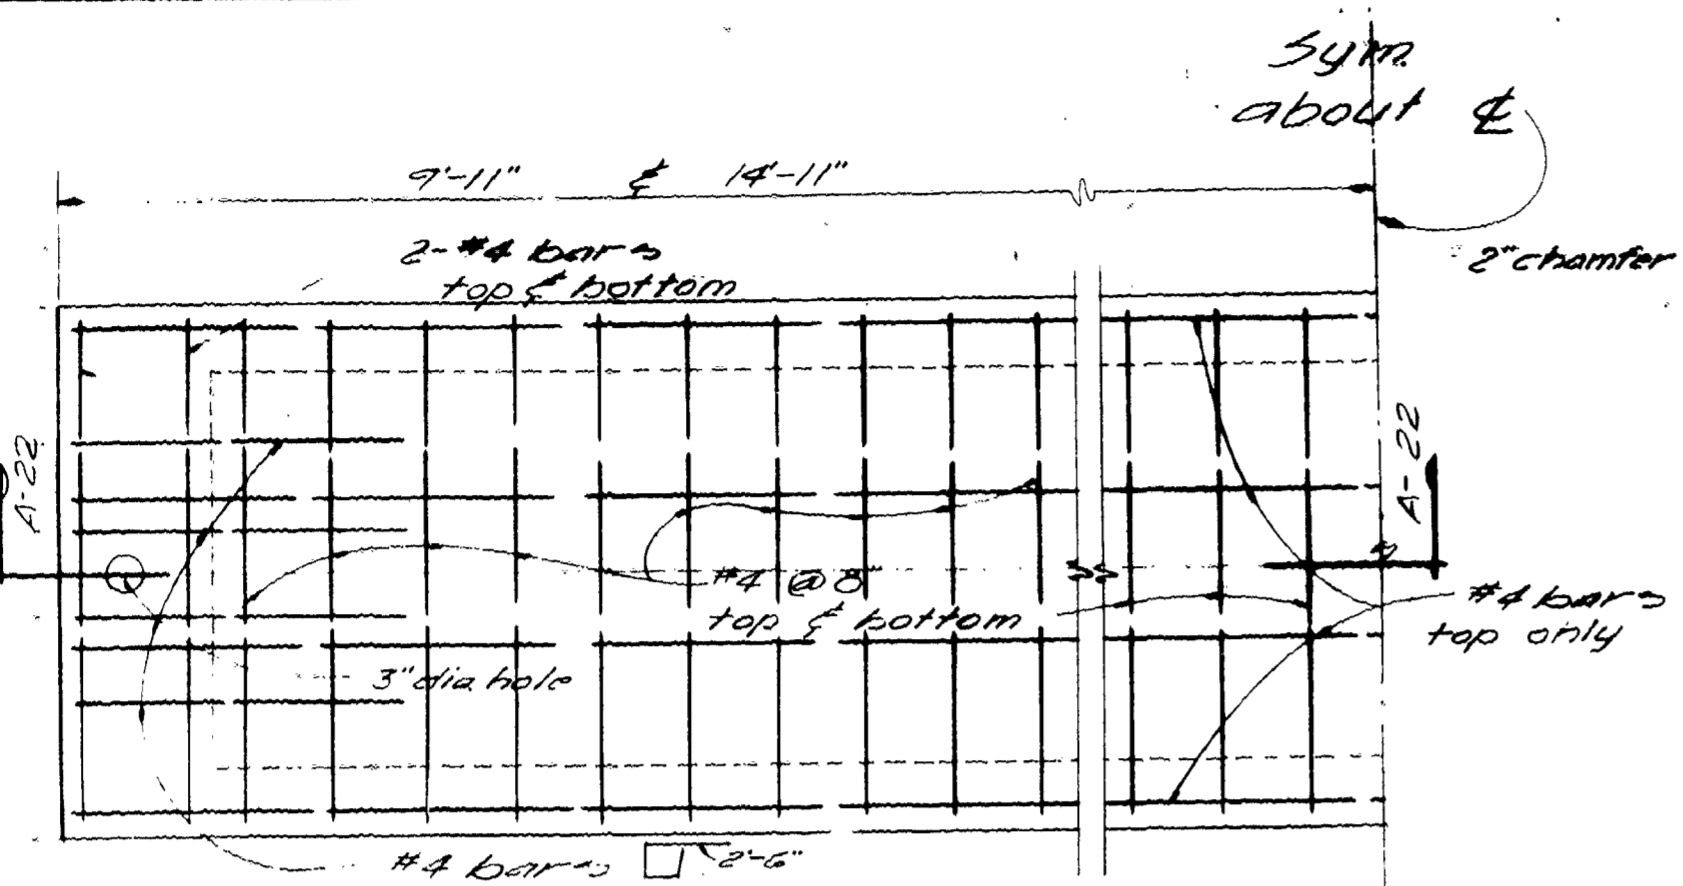 Sym.
about ℄
9'-11" & 14'-11"
2-#4 bars
top & bottom
2" chamfer
A-22
A-22
#4 @ 8"
top & bottom
#4 bars
top only
3" dia hole
#4 bars 2'-6"